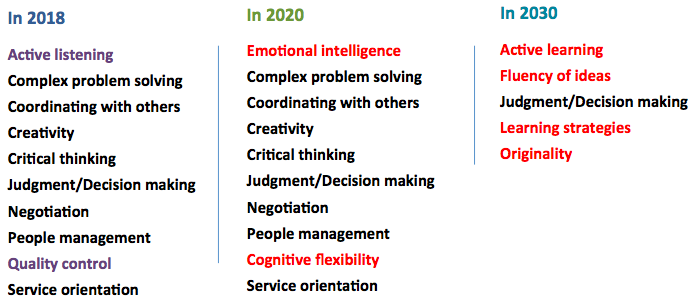 In 2018
Active listening
Complex problem solving
Coordinating with others
Creativity
Critical thinking
Judgment/Decision making
Negotiation
People management
Quality control
Service orientation
In 2020
Emotional intelligence
Complex problem solving
Coordinating with others
Creativity
Critical thinking
Judgment/Decision making
Negotiation
People management
Cognitive flexibility
Service orientation
In 2030
Active learning
Fluency of ideas
Judgment/Decision making
Learning strategies
Originality